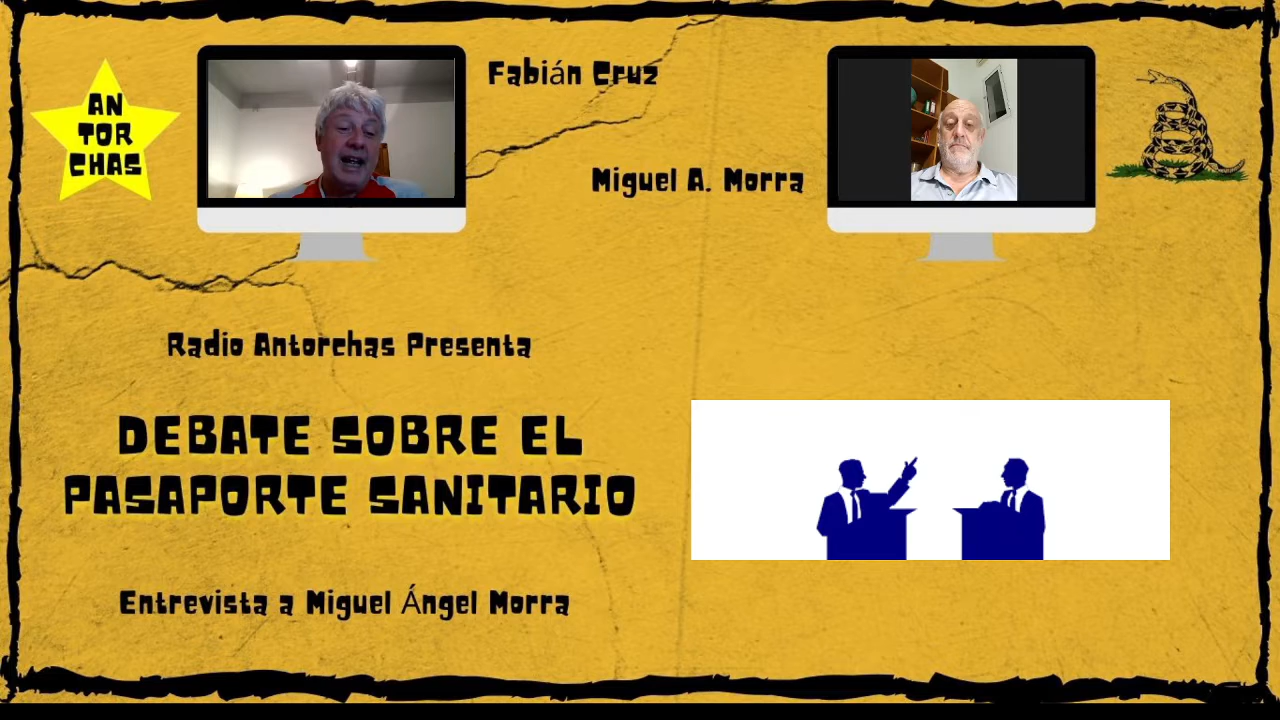 AN
TOR
CHAS
Fabián Cruz
Miguel A. Morra
Radio Antorchas Presenta
DEBATE SOBRE EL
PASAPORTE SANITARIO
Entrevista a Miguel Ángel Morra